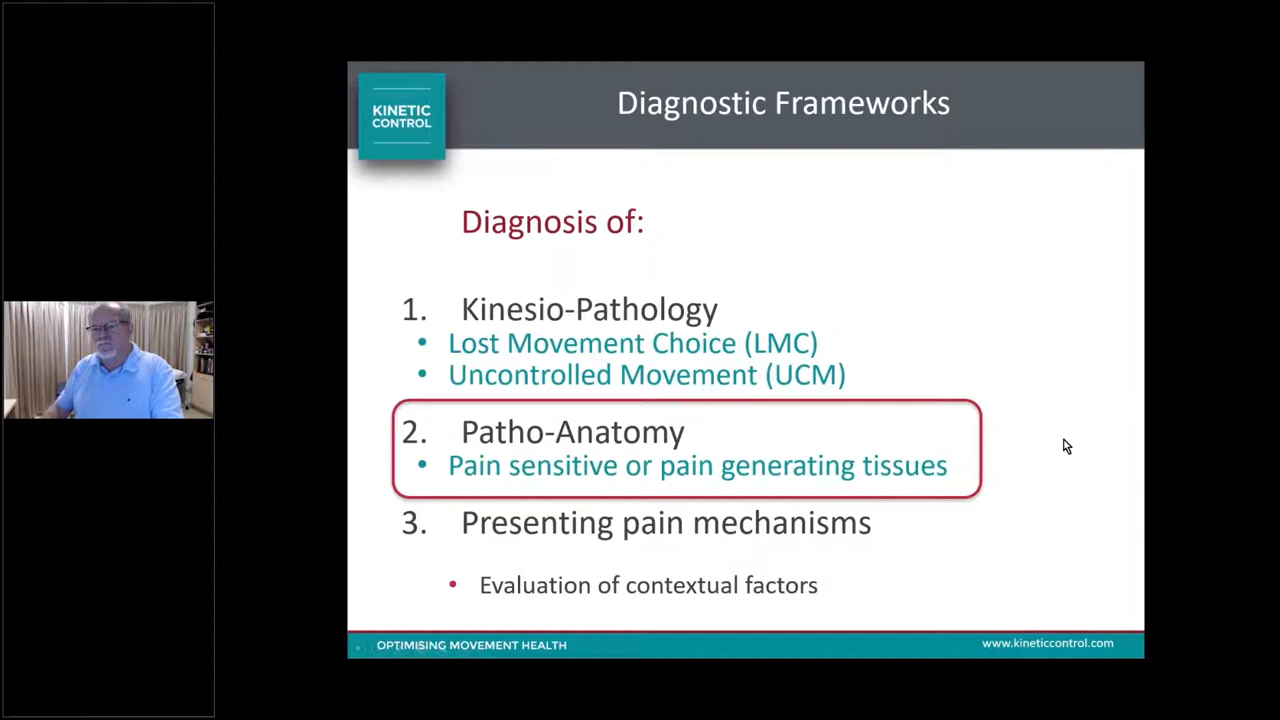 KINETIC
CONTROL
Diagnostic Frameworks
Diagnosis of:
1. Kinesio-Pathology
• Lost Movement Choice (LMC)
• Uncontrolled Movement (UCM)
2. Patho-Anatomy
• Pain sensitive or pain generating tissues
3. Presenting pain mechanisms
• Evaluation of contextual factors
OPTIMISING MOVEMENT HEALTH
www.kineticcontrol.com